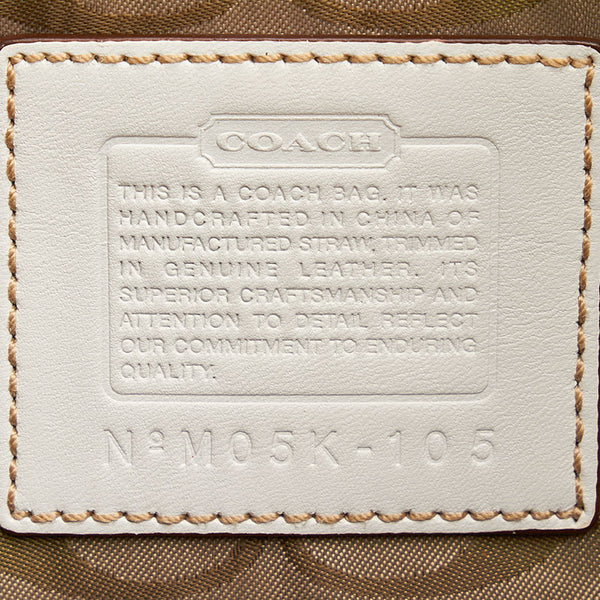 COACH
THIS IS A COACH BAG. IT WAS
HANDCRAFTED IN CHINA OF
MANUFACTURED STRAW, TRIMMED
IN GENUINE LEATHER. ITS
SUPERIOR CRAFTSMANSHIP AND
ATTENTION TO DETAIL REFLECT
OUR COMMITMENT TO ENDURING
QUALITY.
Nº M05K-105